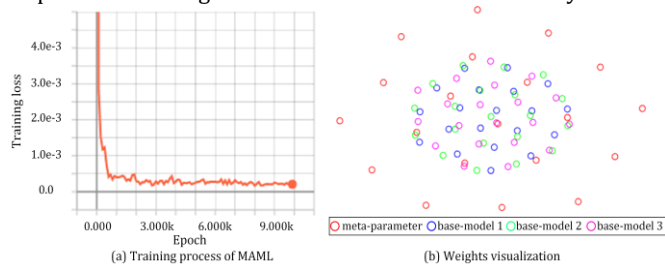 4.0e-3
3.0e-3
2.0e-3
1.0e-3
0.0
Training loss
0.000 3.000k 6.000k 9.000k
Epoch
(a) Training process of MAML
meta-parameter base-model 1 base-model 2 base-model 3
(b) Weights visualization